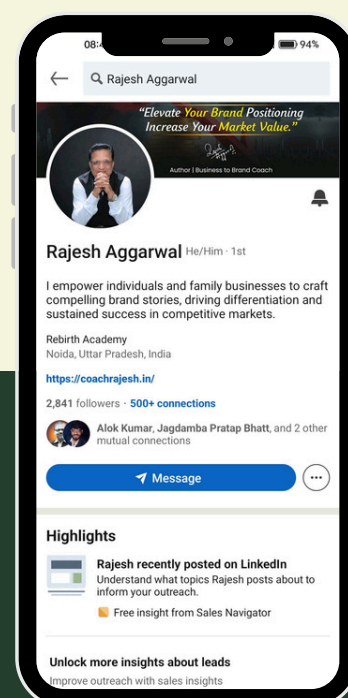 08:
94%
Rajesh Aggarwal
"Elevate Your Brand Positioning
Increase Your Market Value."
Author | Business to Brand Coach
Rajesh Aggarwal He/Him · 1st
I empower individuals and family businesses to craft
compelling brand stories, driving differentiation and
sustained success in competitive markets.
Rebirth Academy
Noida, Uttar Pradesh, India
https://coachrajesh.in/
2,841 followers · 500+ connections
Alok Kumar, Jagdamba Pratap Bhatt, and 2 other
mutual connections
Message
Highlights
Rajesh recently posted on LinkedIn
Understand what topics Rajesh posts about to
inform your outreach.
Free insight from Sales Navigator
Unlock more insights about leads
Improve outreach with sales insights